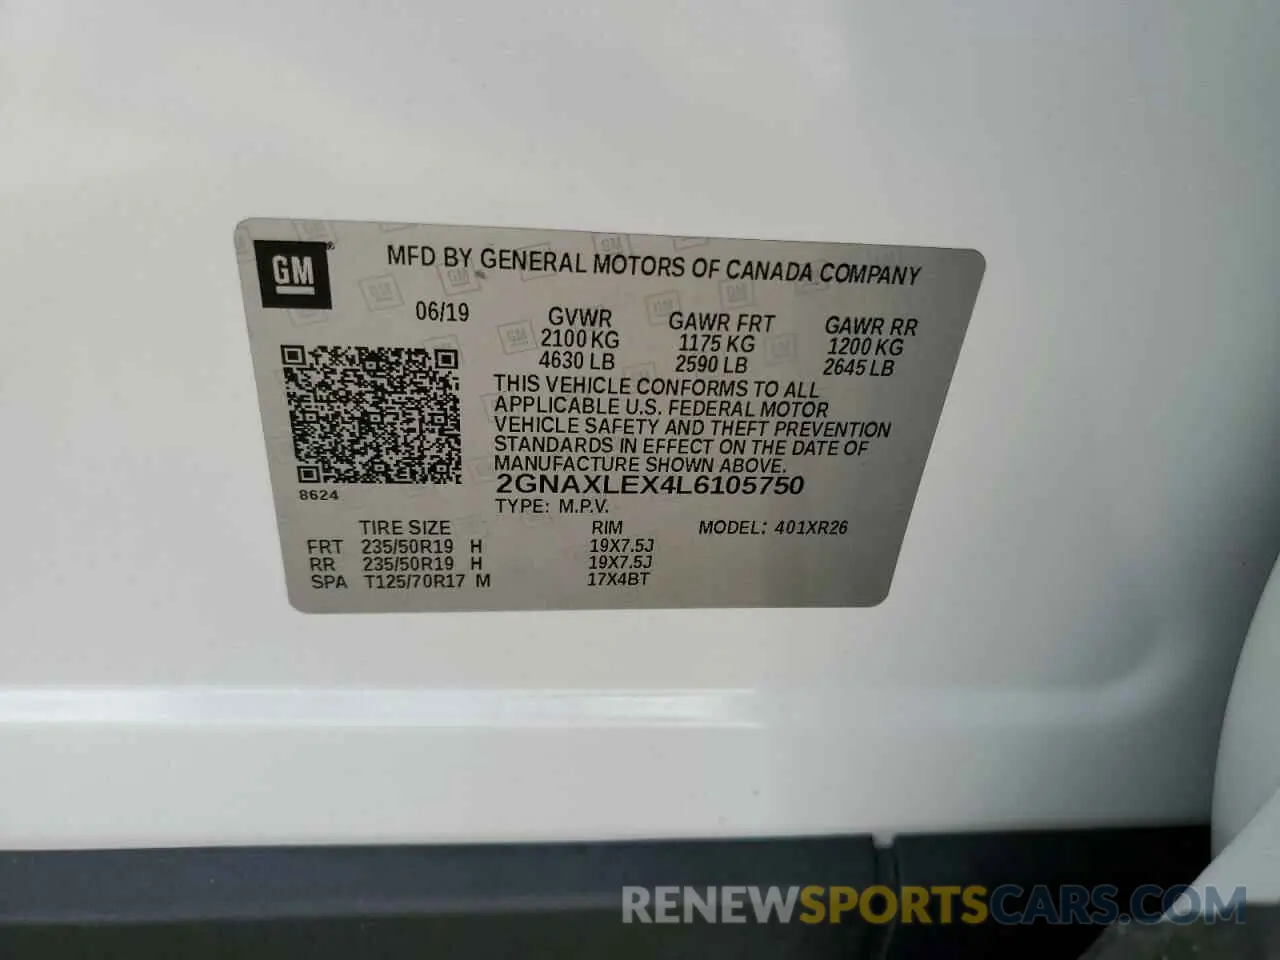 GM
MFD BY GENERAL MOTORS OF CANADA COMPANY
06/19
GVWR
2100 KG
4630 LB
GAWR FRT
1175 KG
2590 LB
GAWR RR
1200 KG
2645 LB
THIS VEHICLE CONFORMS TO ALL
APPLICABLE U.S. FEDERAL MOTOR
VEHICLE SAFETY AND THEFT PREVENTION
STANDARDS IN EFFECT ON THE DATE OF
MANUFACTURE SHOWN ABOVE.
8624
2GNAXLEX4L6105750
TYPE: M.P.V.
TIRE SIZE RIM MODEL: 401XR26
FRT 235/50R19 H 19X7.5J
RR 235/50R19 H 19X7.5J
SPA T125/70R17 M 17X4BT
RENEWSPORTSCARS.COM